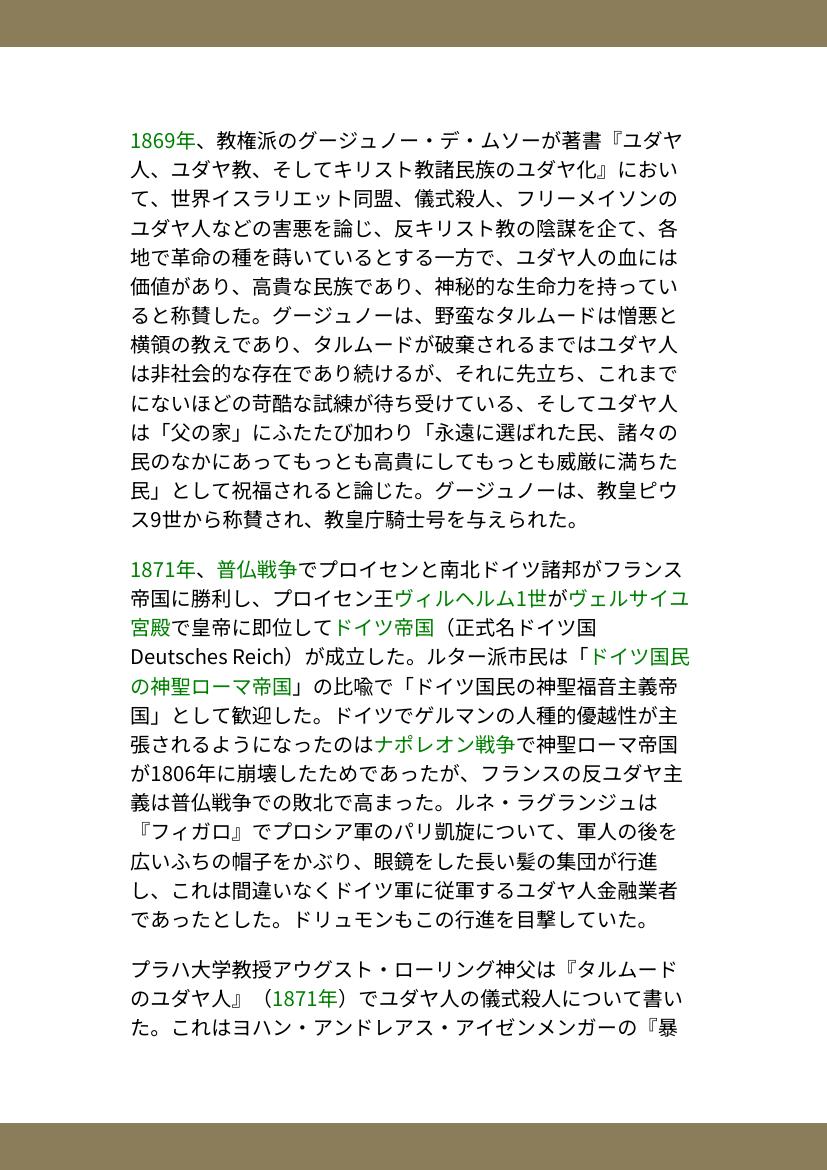 1869年、教権派のグージュノー・デ・ムソーが著書『ユダヤ
人、ユダヤ教、そしてキリスト教諸民族のユダヤ化』におい
て、世界イスラリエット同盟、儀式殺人、フリーメイソンの
ユダヤ人などの害悪を論じ、反キリスト教の陰謀を企て、各
地で革命の種を蒔いているとする一方で、ユダヤ人の血には
価値があり、高貴な民族であり、神秘的な生命力を持ってい
ると称賛した。グージュノーは、野蛮なタルムードは憎悪と
横領の教えであり、タルムードが破棄されるまではユダヤ人
は非社会的な存在であり続けるが、それに先立ち、これまで
にないほどの苛酷な試練が待ち受けている、そしてユダヤ人
は「父の家」にふたたび加わり「永遠に選ばれた民、諸々の
民のなかにあってもっとも高貴にしてもっとも威厳に満ちた
民」として祝福されると論じた。グージュノーは、教皇ピウ
ス9世から称賛され、教皇庁騎士号を与えられた。
1871年、普仏戦争でプロイセンと南北ドイツ諸邦がフランス
帝国に勝利し、プロイセン王ヴィルヘルム1世がヴェルサイユ
宮殿で皇帝に即位してドイツ帝国（正式名ドイツ国
Deutsches Reich）が成立した。ルター派市民は「ドイツ国民
の神聖ローマ帝国」の比喩で「ドイツ国民の神聖福音主義帝
国」として歓迎した。ドイツでゲルマンの人種的優越性が主
張されるようになったのはナポレオン戦争で神聖ローマ帝国
が1806年に崩壊したためであったが、フランスの反ユダヤ主
義は普仏戦争での敗北で高まった。ルネ・ラグランジュは
『フィガロ』でプロシア軍のパリ凱旋について、軍人の後を
広いふちの帽子をかぶり、眼鏡をした長い髪の集団が行進
し、これは間違いなくドイツ軍に従軍するユダヤ人金融業者
であったとした。ドリュモンもこの行進を目撃していた。
プラハ大学教授アウグスト・ローリング神父は『タルムード
のユダヤ人』（1871年）でユダヤ人の儀式殺人について書い
た。これはヨハン・アンドレアス・アイゼンメンガーの『暴